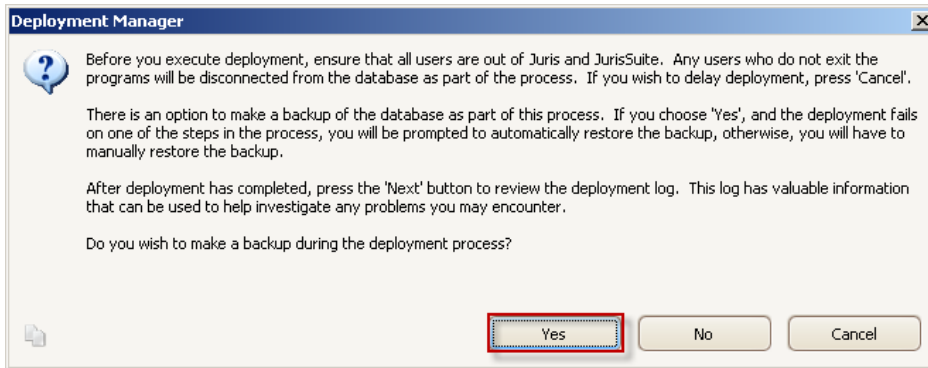 Deployment Manager
Before you execute deployment, ensure that all users are out of Juris and JurisSuite.  Any users who do not exit the
programs will be disconnected from the database as part of the process.  If you wish to delay deployment, press 'Cancel'.
There is an option to make a backup of the database as part of this process.  If you choose 'Yes', and the deployment fails
on one of the steps in the process, you will be prompted to automatically restore the backup, otherwise, you will have to
manually restore the backup.
After deployment has completed, press the 'Next' button to review the deployment log.  This log has valuable information
that can be used to help investigate any problems you may encounter.
Do you wish to make a backup during the deployment process?
Yes No Cancel